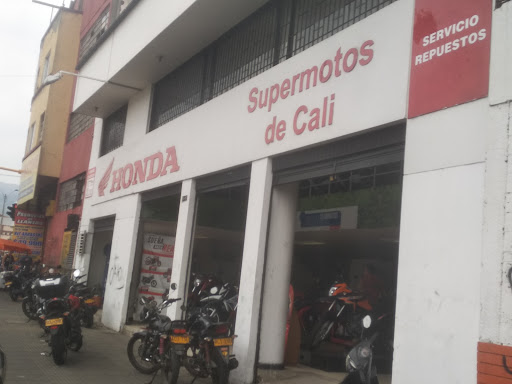 HONDA
Supermotos
de Cali
SERVICIO
REPUESTOS